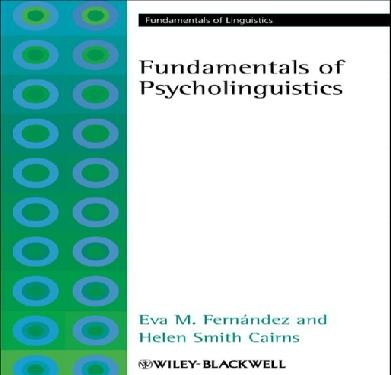 Fundamentals of Linguistics
Fundamentals of
Psycholinguistics
Eva M. Fernández and
Helen Smith Cairns
WILEY-BLACKWELL